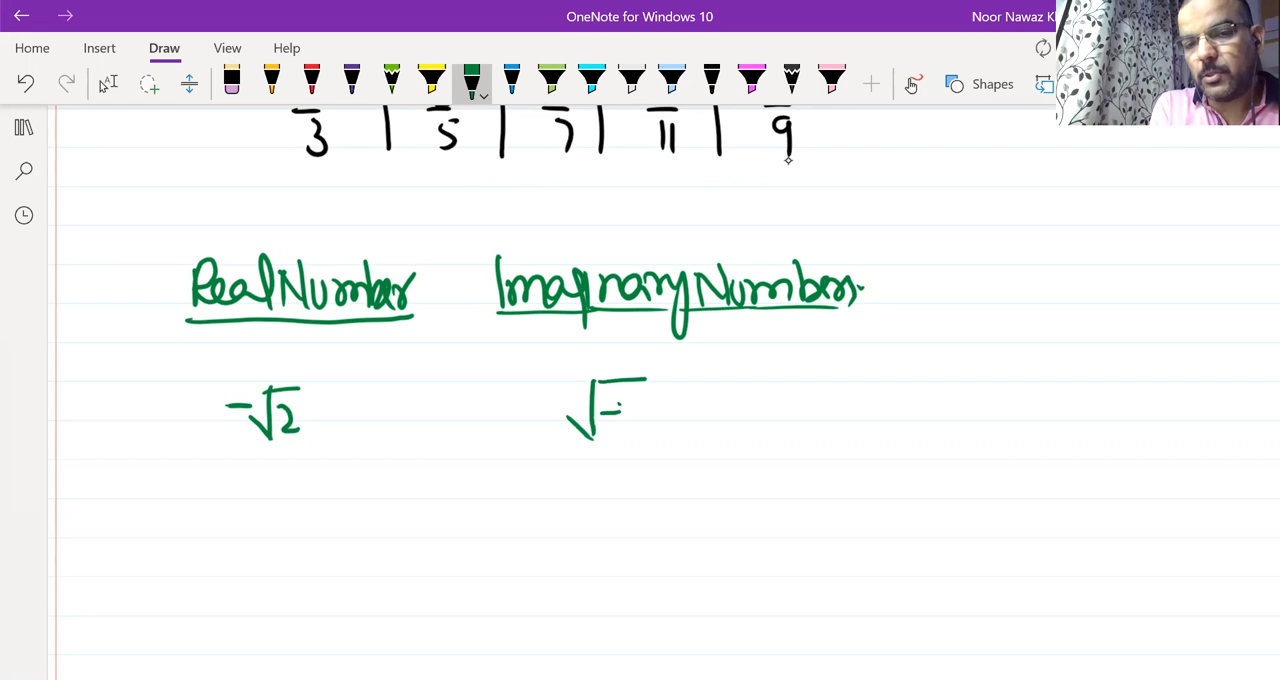 OneNote for Windows 10
Noor Nawaz K
Home Insert Draw View Help
Shapes
3 | 5 | 7 | 11 | 9
Real Number Imaginary Numbers.
-√2 √-